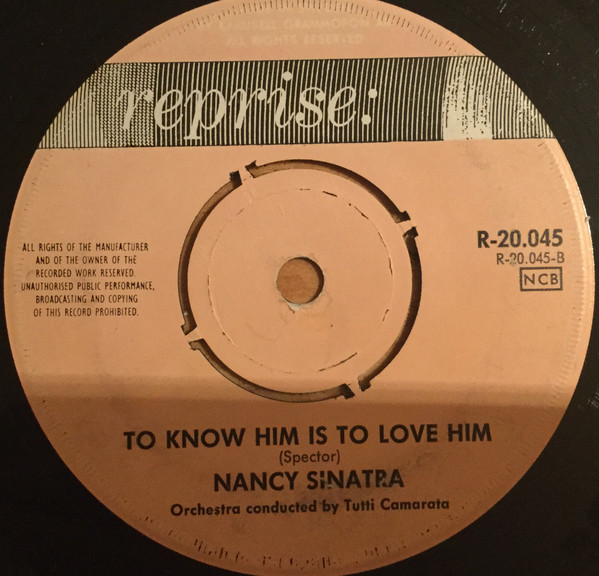 GRAMMOFON
ALL RIGHTS RESERVED
reprise:
ALL RIGHTS OF THE MANUFACTURER
AND OF THE OWNER OF THE
RECORDED WORK RESERVED.
UNAUTHORISED PUBLIC PERFORMANCE,
BROADCASTING AND COPYING
OF THIS RECORD PROHIBITED.
R-20.045
R-20.045-B
NCB
TO KNOW HIM IS TO LOVE HIM
(Spector)
NANCY SINATRA
Orchestra conducted by Tutti Camarata